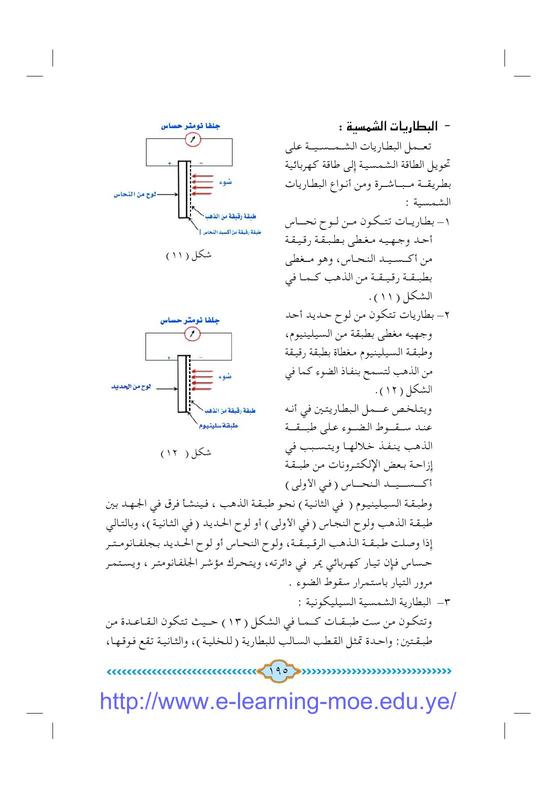 - البطاريات الشمسية :
تعمل البطاريات الشمسية على
تحويل الطاقة الشمسية إلى طاقة كهربائية
بطريقة مباشرة ومن أنواع البطاريات
الشمسية :
١- بطاريات تتكون من لوح نحاس
أحد وجهيه مغطى بطبقة رقيقة
من أكسيد النحاس، وهو مغطى
بطبقة رقيقة من الذهب كما في
الشكل (١١).
٢- بطاريات تتكون من لوح حديد أحد
وجهيه مغطى بطبقة من السيلينيوم،
وطبقة السيلينيوم مغطاة بطبقة رقيقة
من الذهب لتسمح بنفاذ الضوء كما في
الشكل (١٢).
ويتلخص عمل البطاريتين في أنه
عند سقوط الضوء على طبقة
الذهب ينفذ خلالها ويتسبب في
إزاحة بعض الإلكترونات من طبقة
أكسيد النحاس (في الأولى)
وطبقة السيلينيوم (في الثانية) نحو طبقة الذهب ، فينشأ فرق في الجهد بين
طبقة الذهب ولوح النحاس (في الأولى) أو لوح الحديد (في الثانية)، وبالتالي
إذا وصلت طبقة الذهب الرقيقة، ولوح النحاس أو لوح الحديد بجلفانومتر
حساس فإن تيار كهربائي يمر في دائرته، ويتحرك مؤشر الجلفانومتر ، ويستمر
مرور التيار باستمرار سقوط الضوء .
٣- البطارية الشمسية السيليكونية :
وتتكون من ست طبقات كما في الشكل (١٣) حيث تتكون القاعدة من
طبقتين: واحدة تمثل القطب السالب للبطارية (للخلية)، والثانية تقع فوقها،
جلفا نومتر حساس
+ -
ضوء
لوح من النحاس
طبقة رقيقة من الذهب
طبقة رقيقة من أكسيد النحاس I
شكل (١١)
جلفا نومتر حساس
+ -
ضوء
لوح من الحديد
طبقة رقيقة من الذهب
طبقة سلينيوم
شكل ( ١٢)
١٩٥
http://www.e-learning-moe.edu.ye/